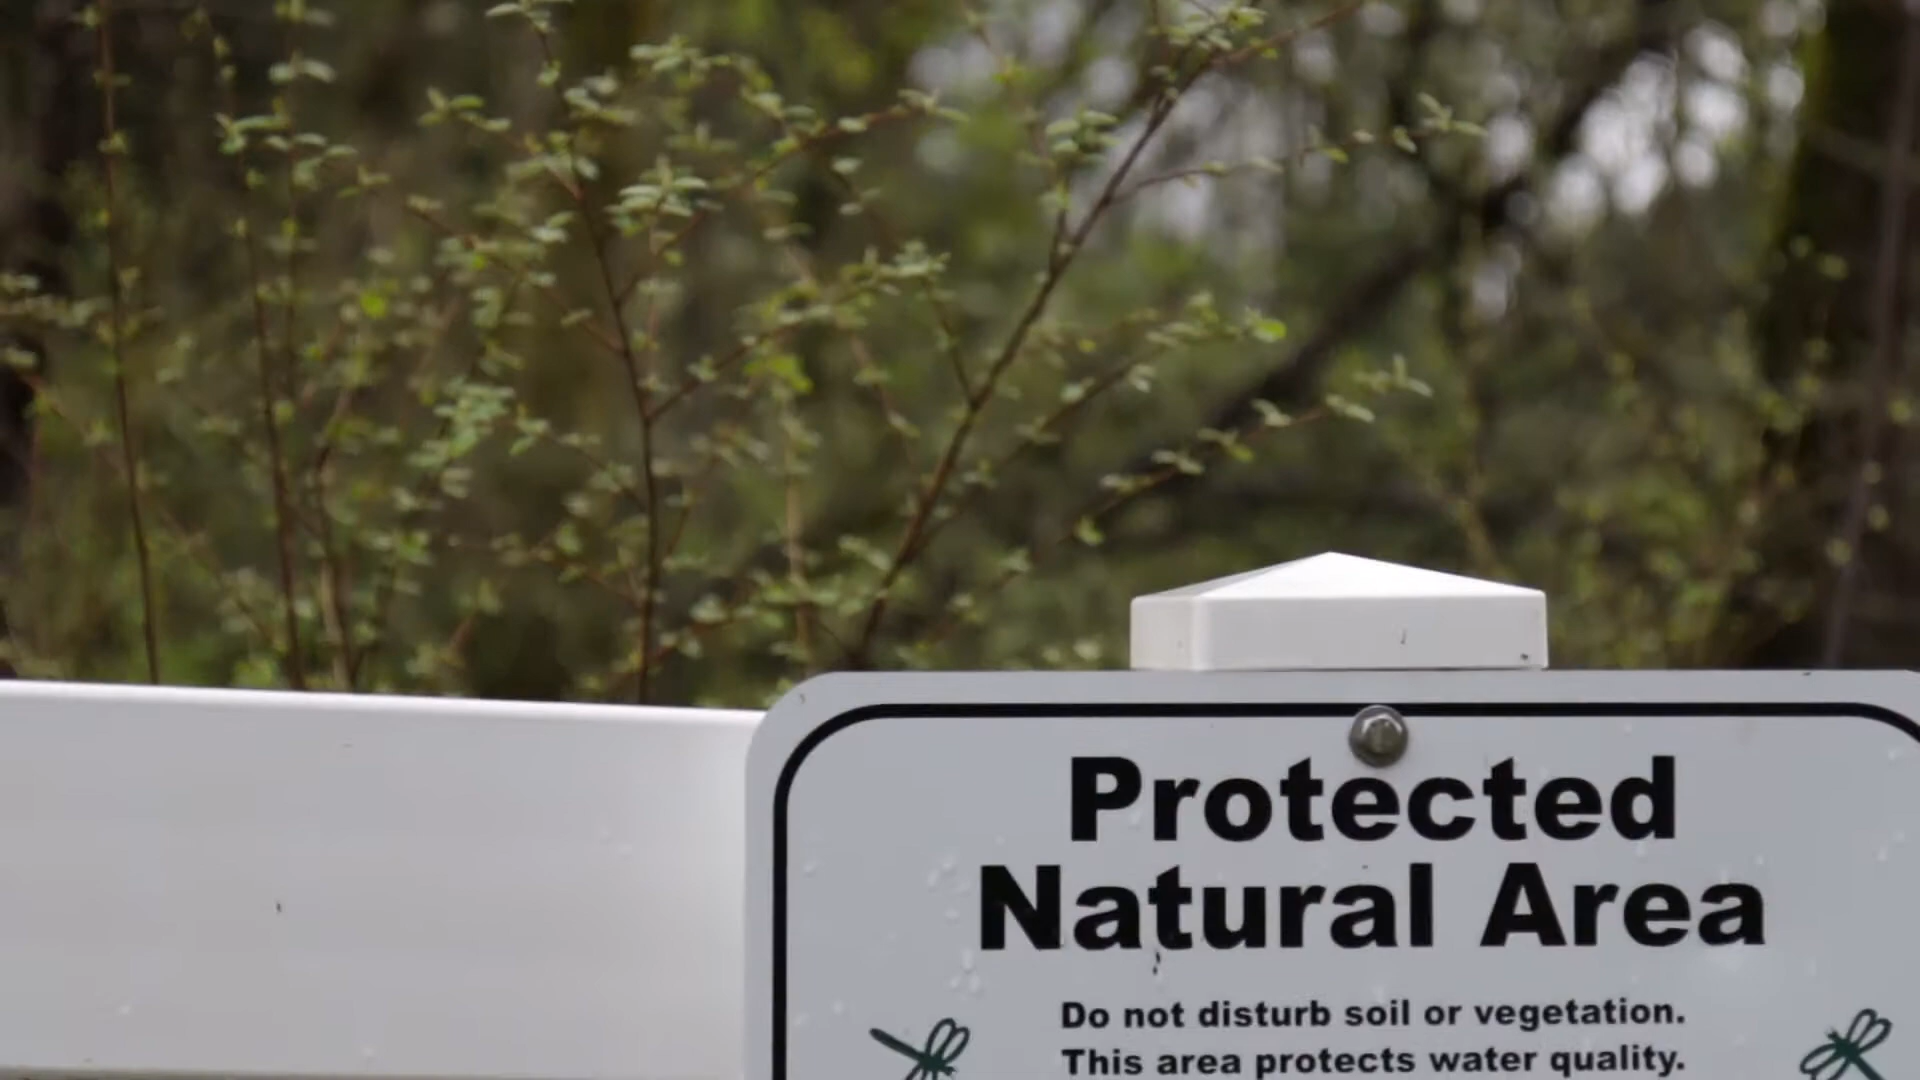 Protected
Natural Area
Do not disturb soil or vegetation.
This area protects water quality.